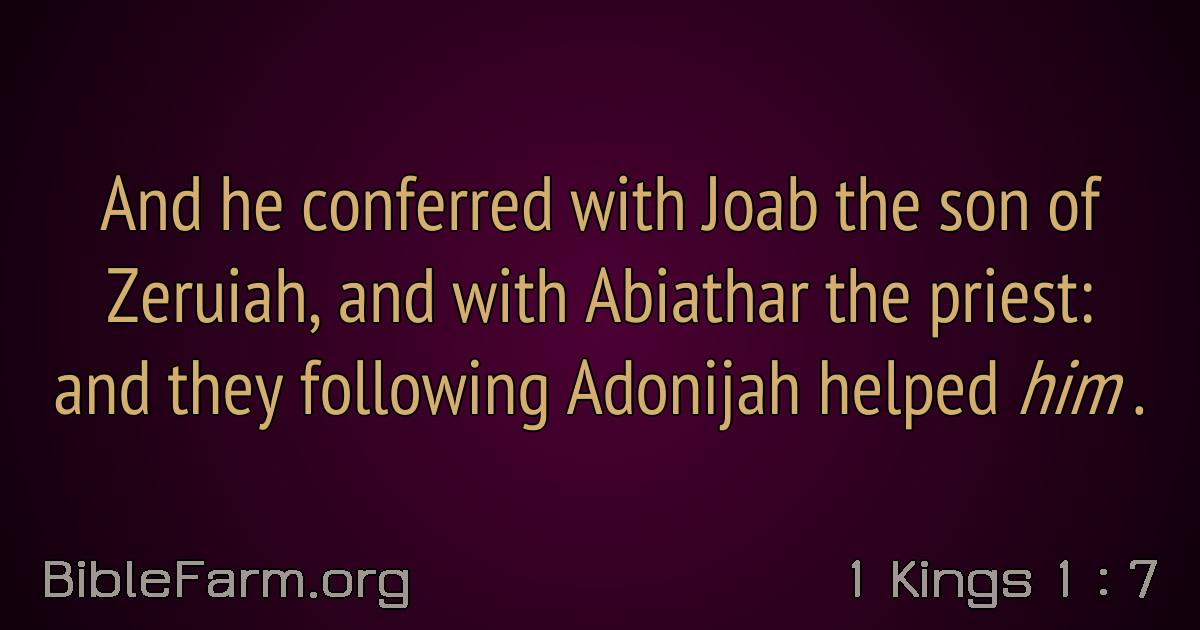 And he conferred with Joab the son of
Zeruiah, and with Abiathar the priest:
and they following Adonijah helped him .
BibleFarm.org
1 Kings 1 : 7